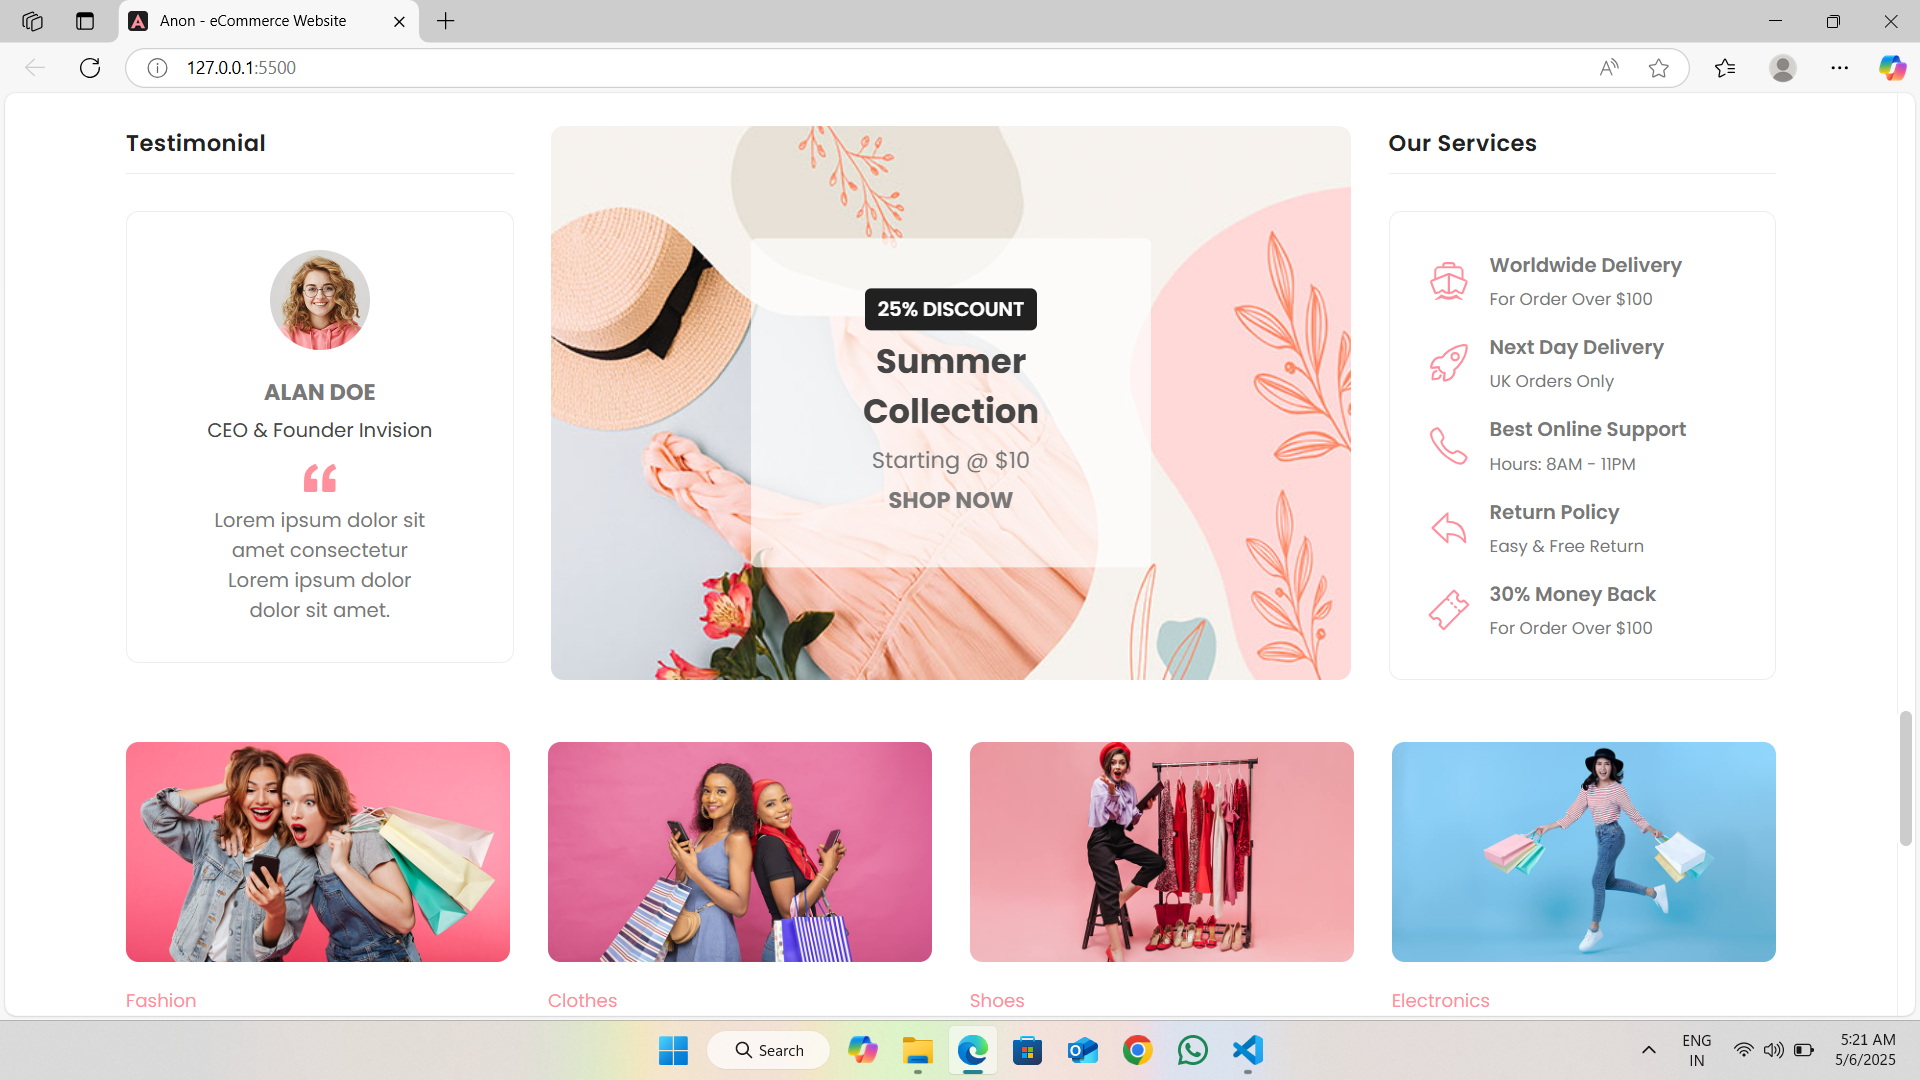 Anon - eCommerce Website
127.0.0.1:5500
Testimonial
ALAN DOE
CEO & Founder Invision
Lorem ipsum dolor sit
amet consectetur
Lorem ipsum dolor
dolor sit amet.
25% DISCOUNT
Summer
Collection
Starting @ $10
SHOP NOW
Our Services
Worldwide Delivery
For Order Over $100
Next Day Delivery
UK Orders Only
Best Online Support
Hours: 8AM - 11PM
Return Policy
Easy & Free Return
30% Money Back
For Order Over $100
Fashion
Clothes
Shoes
Electronics
Search
ENG
IN
5:21 AM
5/6/2025